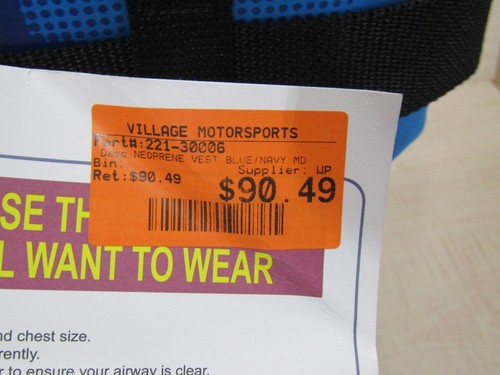 VILLAGE MOTORSPORTS
Part#:221-30006
Desc:NEOPRENE VEST BLUE/NAVY MD
Bin: Supplier: WP
Ret:$90.49
$90.49
SE TH
L WANT TO WEAR
nd chest size.
rently.
r to ensure your airway is clear.